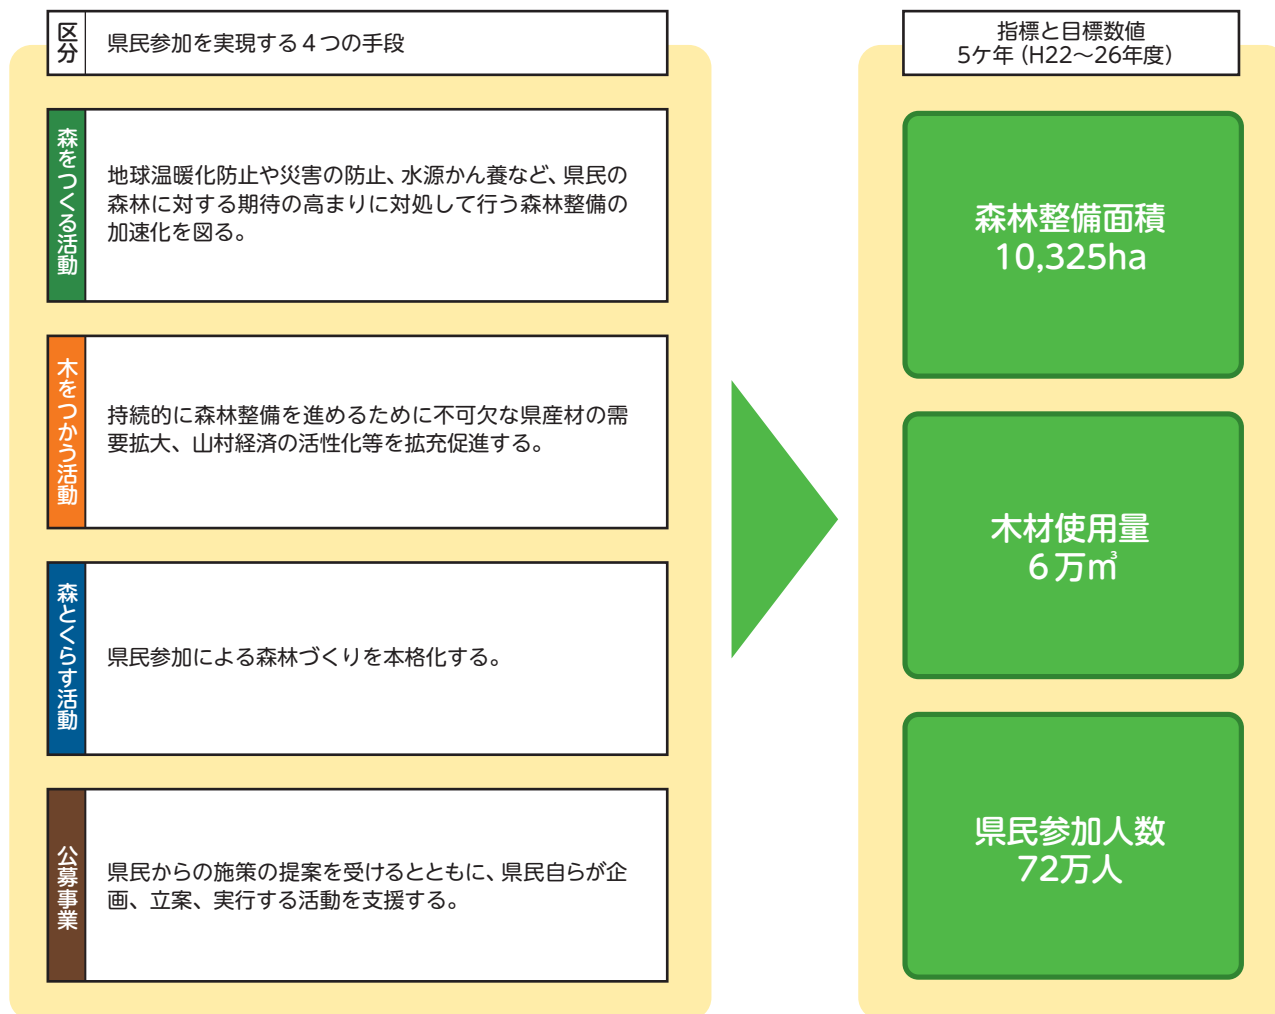 区分
県民参加を実現する４つの手段
森をつくる活動
地球温暖化防止や災害の防止、水源かん養など、県民の
森林に対する期待の高まりに対処して行う森林整備の
加速化を図る。
木をつかう活動
持続的に森林整備を進めるために不可欠な県産材の需
要拡大、山村経済の活性化等を拡充促進する。
森とくらす活動
県民参加による森林づくりを本格化する。
公募事業
県民からの施策の提案を受けるとともに、県民自らが企
画、立案、実行する活動を支援する。
指標と目標数値
5ケ年（H22～26年度）
森林整備面積
10,325ha
木材使用量
６万㎥
県民参加人数
72万人